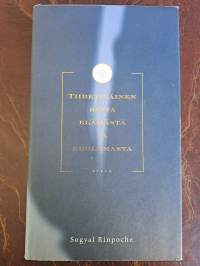 TIIBETILÄINEN
KIRJA
ELÄMÄSTÄ
JA
KUOLEMASTA
Sogyal Rinpoche